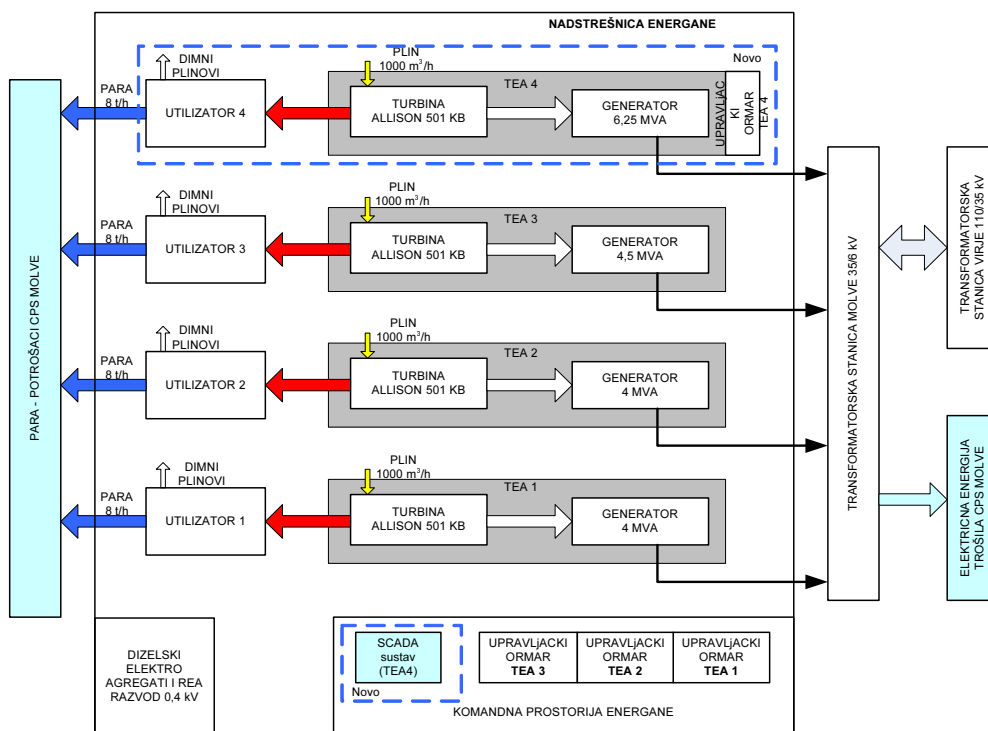 NADSTREŠNICA ENERGANE
DIMNI
PLINOVI
PLIN
1000 m³/h
Novo
PARA
8 t/h
UTILIZATOR 4
TEA 4
TURBINA
ALLISON 501 KB
GENERATOR
6,25 MVA
UPRAVLjAC
KI
ORMAR
TEA 4
DIMNI
PLINOVI
PLIN
1000 m³/h
PARA
8 t/h
UTILIZATOR 3
TEA 3
TURBINA
ALLISON 501 KB
GENERATOR
4,5 MVA
DIMNI
PLINOVI
PLIN
1000 m³/h
PARA
8 t/h
UTILIZATOR 2
TEA 2
TURBINA
ALLISON 501 KB
GENERATOR
4 MVA
DIMNI
PLINOVI
PLIN
1000 m³/h
PARA
8 t/h
UTILIZATOR 1
TEA 1
TURBINA
ALLISON 501 KB
GENERATOR
4 MVA
PARA - POTROŠACI CPS MOLVE
TRANSFORMATORSKA STANICA MOLVE 35/6 kV
TRANSFORMATORSKA
STANICA VIRJE 110/35 kV
ELEKTRICNA ENERGIJA
TROŠILA CPS MOLVE
DIZELSKI
ELEKTRO
AGREGATI I REA
RAZVOD 0,4 kV
SCADA
sustav
(TEA4)
Novo
UPRAVLjACKI
ORMAR
TEA 3
UPRAVLjACKI
ORMAR
TEA 2
UPRAVLjACKI
ORMAR
TEA 1
KOMANDNA PROSTORIJA ENERGANE